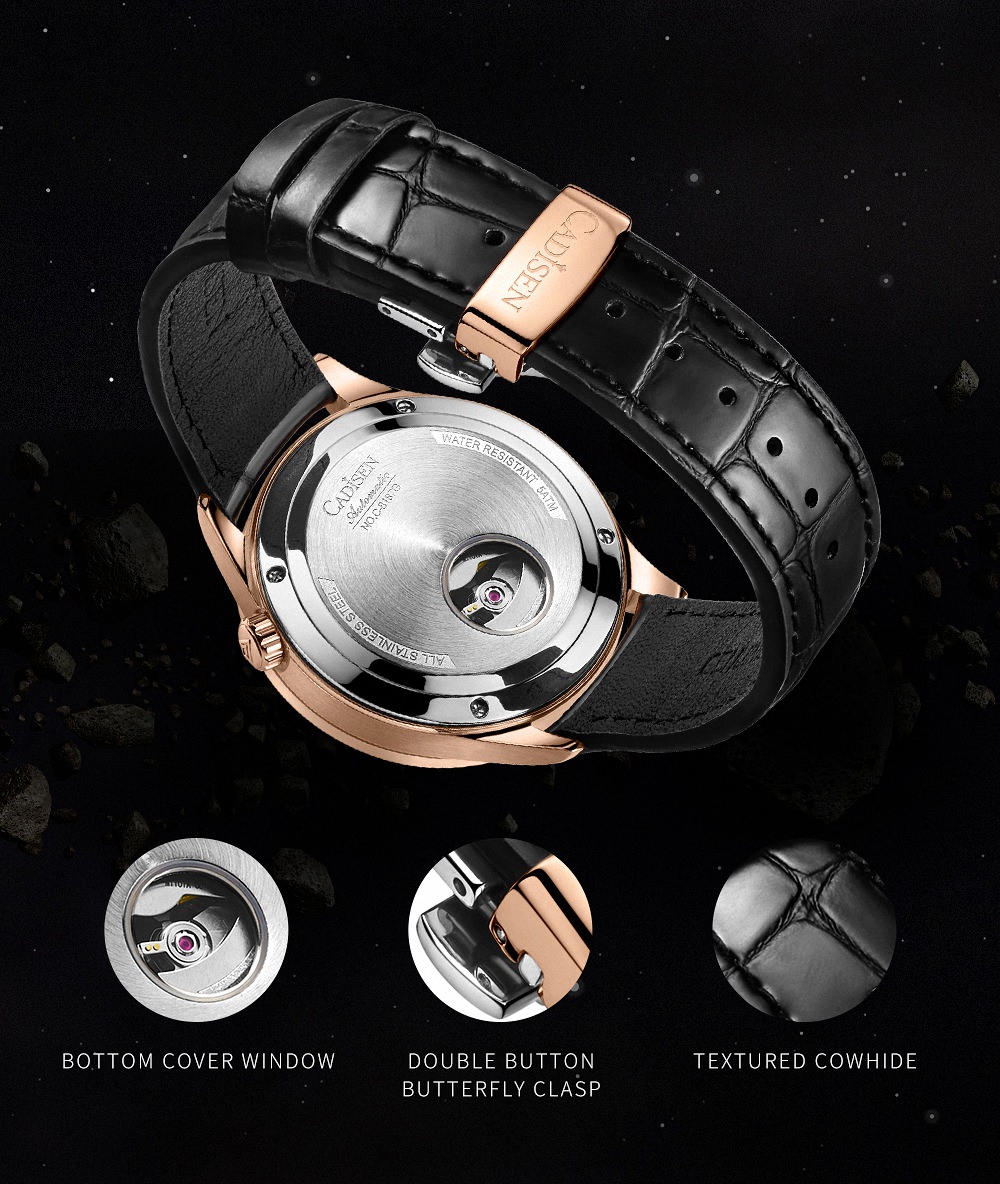 CADISEN
WATER RESISTANT 5ATM
CADISEN
Automatic
ALL STAINLESS STEEL
BOTTOM COVER WINDOW
DOUBLE BUTTON
BUTTERFLY CLASP
TEXTURED COWHIDE